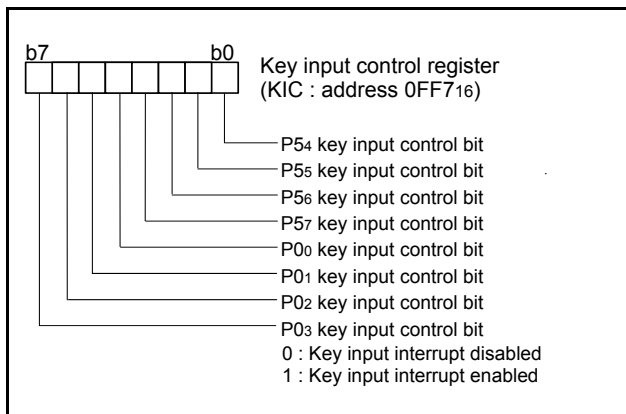 b7 b0
Key input control register
(KIC : address 0FF716)
P54 key input control bit
P55 key input control bit
P56 key input control bit
P57 key input control bit
P00 key input control bit
P01 key input control bit
P02 key input control bit
P03 key input control bit
0 : Key input interrupt disabled
1 : Key input interrupt enabled